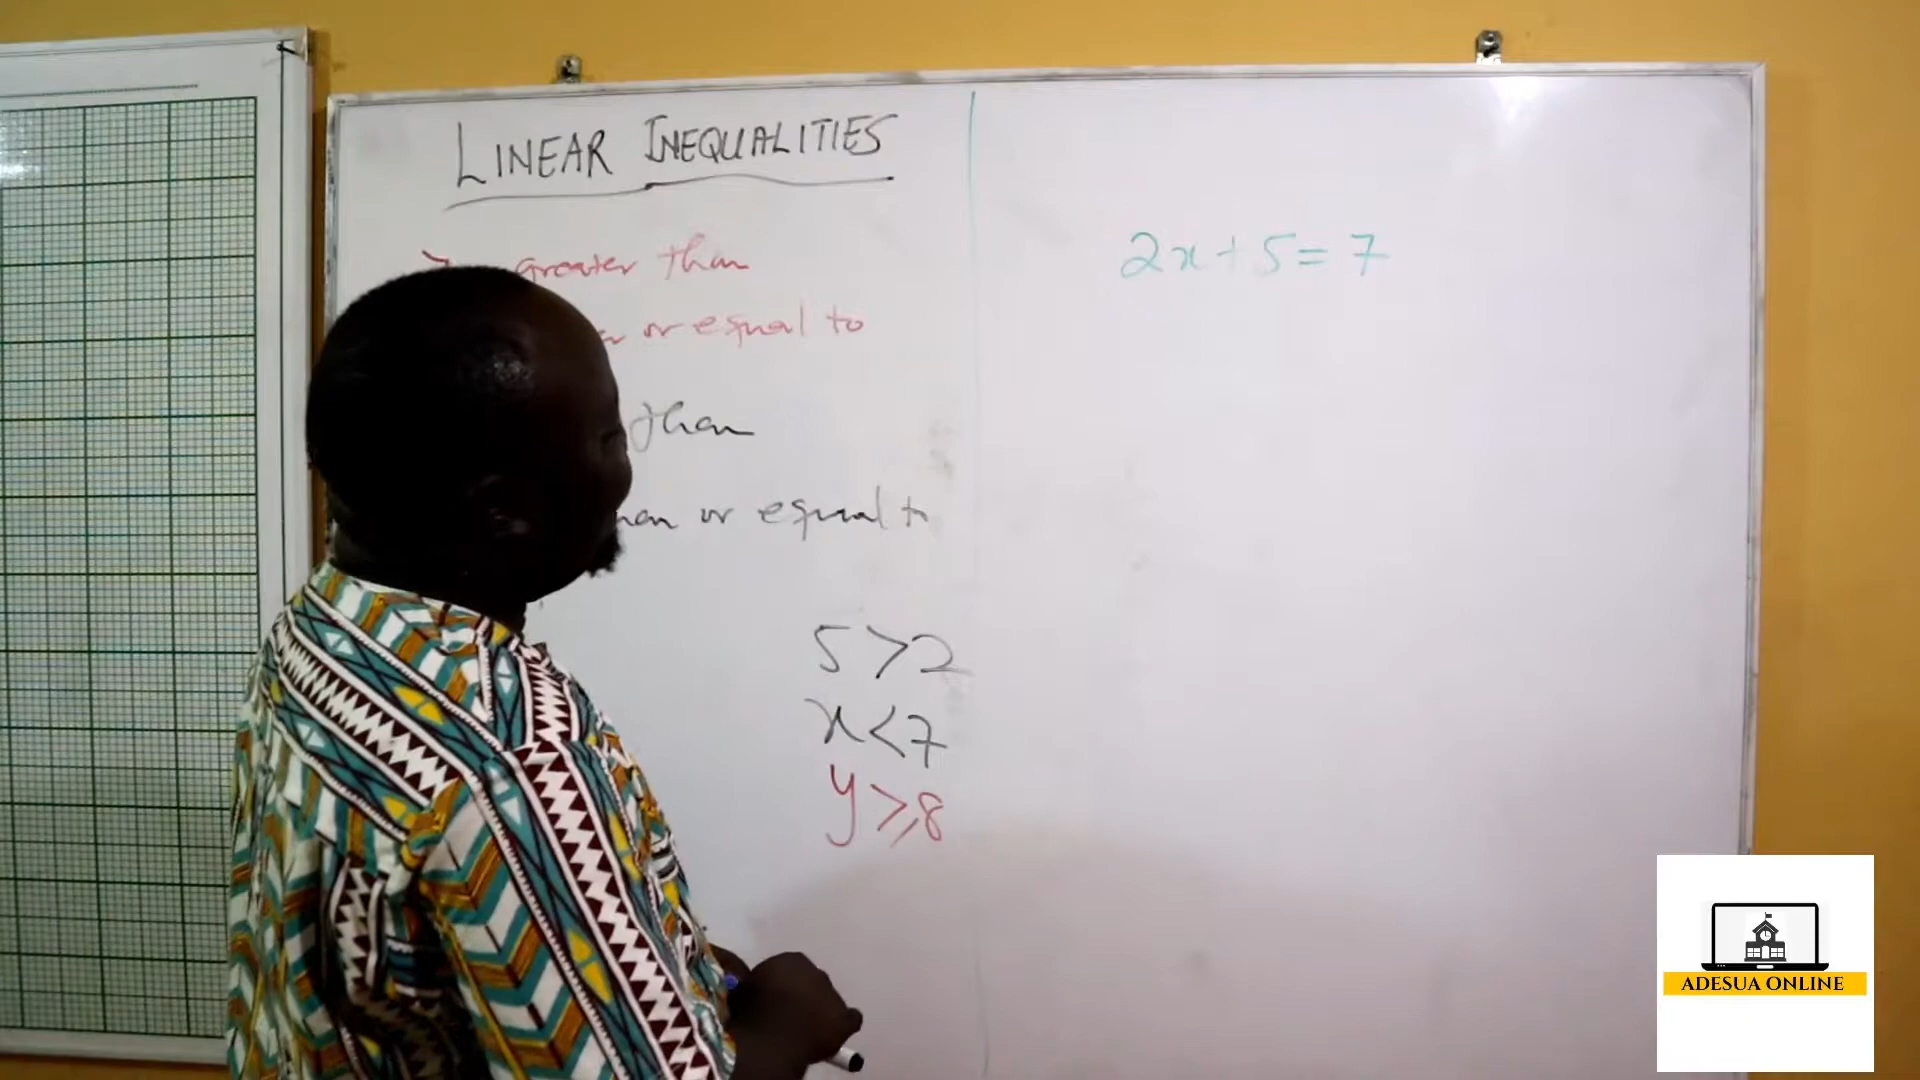 LINEAR INEQUALITIES
greater than
or equal to
than
or equal to
5 > 2
x < 7
y ≥ 8
2x + 5 = 7
ADESUA ONLINE